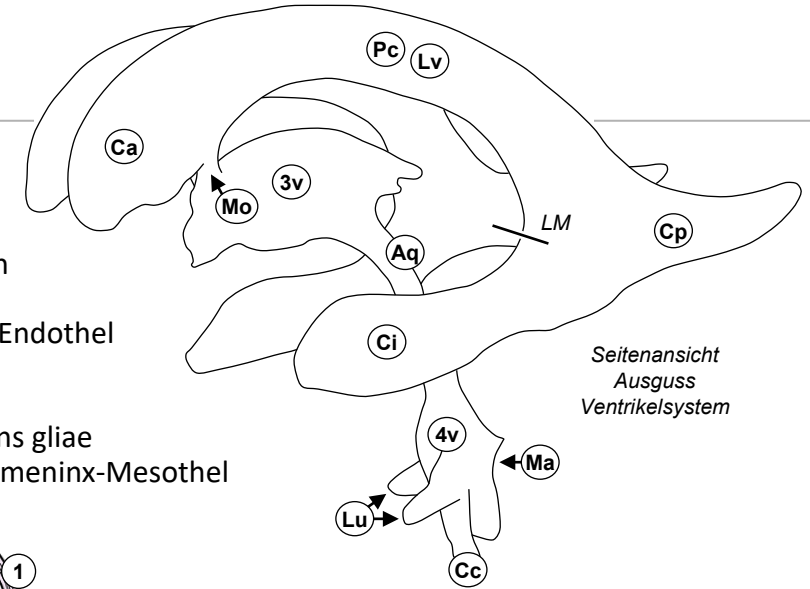 Pc Lv
Ca
3v
Mo
LM
Cp
Aq
n
Endothel
Ci
Seitenansicht
Ausguss
Ventrikelsystem
ns gliae
4v
Ma
meninx-Mesothel
Lu
1
Cc